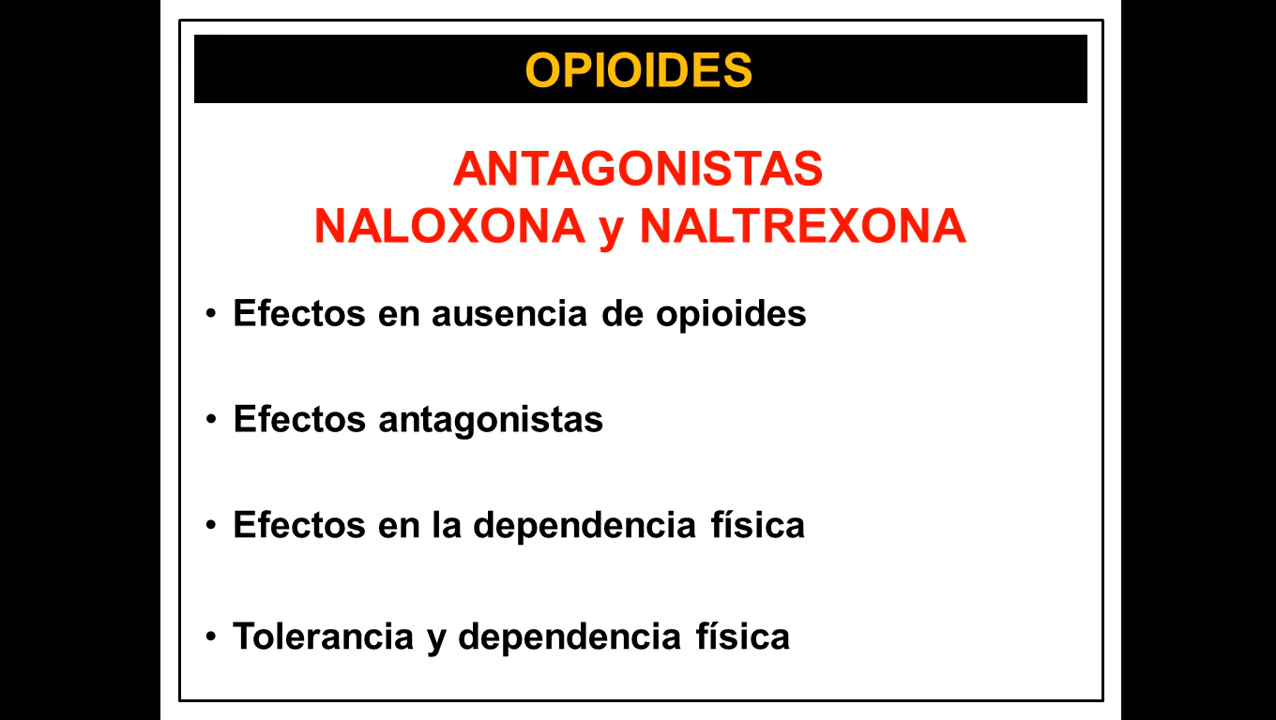 OPIOIDES
ANTAGONISTAS
NALOXONA y NALTREXONA
• Efectos en ausencia de opioides
• Efectos antagonistas
• Efectos en la dependencia física
• Tolerancia y dependencia física